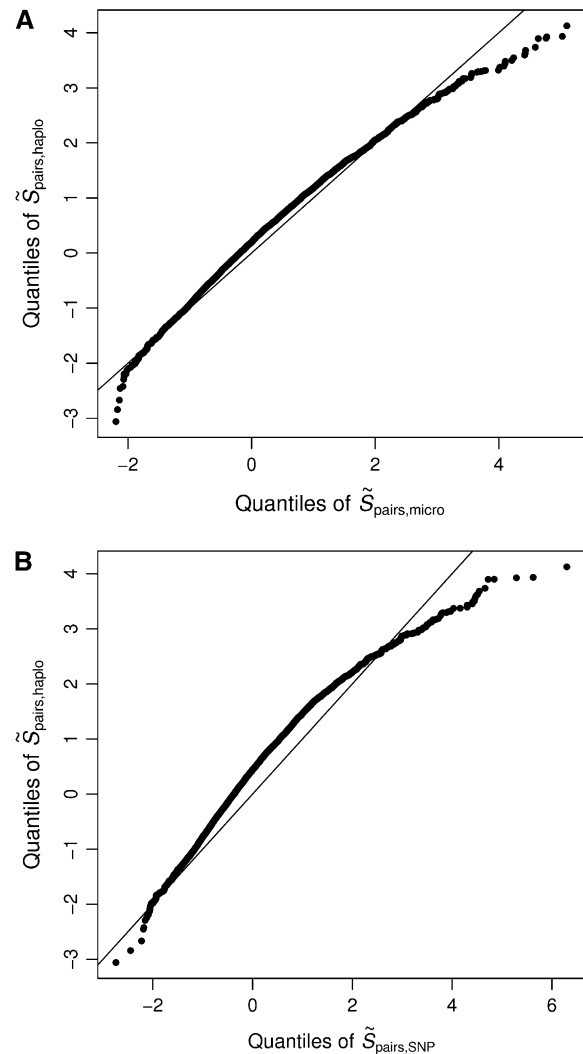 A
4
3
2
1
0
−1
−2
−3
Quantiles of S̃pairs,haplo
−2 0 2 4
Quantiles of S̃pairs,micro
B
4
3
2
1
0
−1
−2
−3
Quantiles of S̃pairs,haplo
−2 0 2 4 6
Quantiles of S̃pairs,SNP